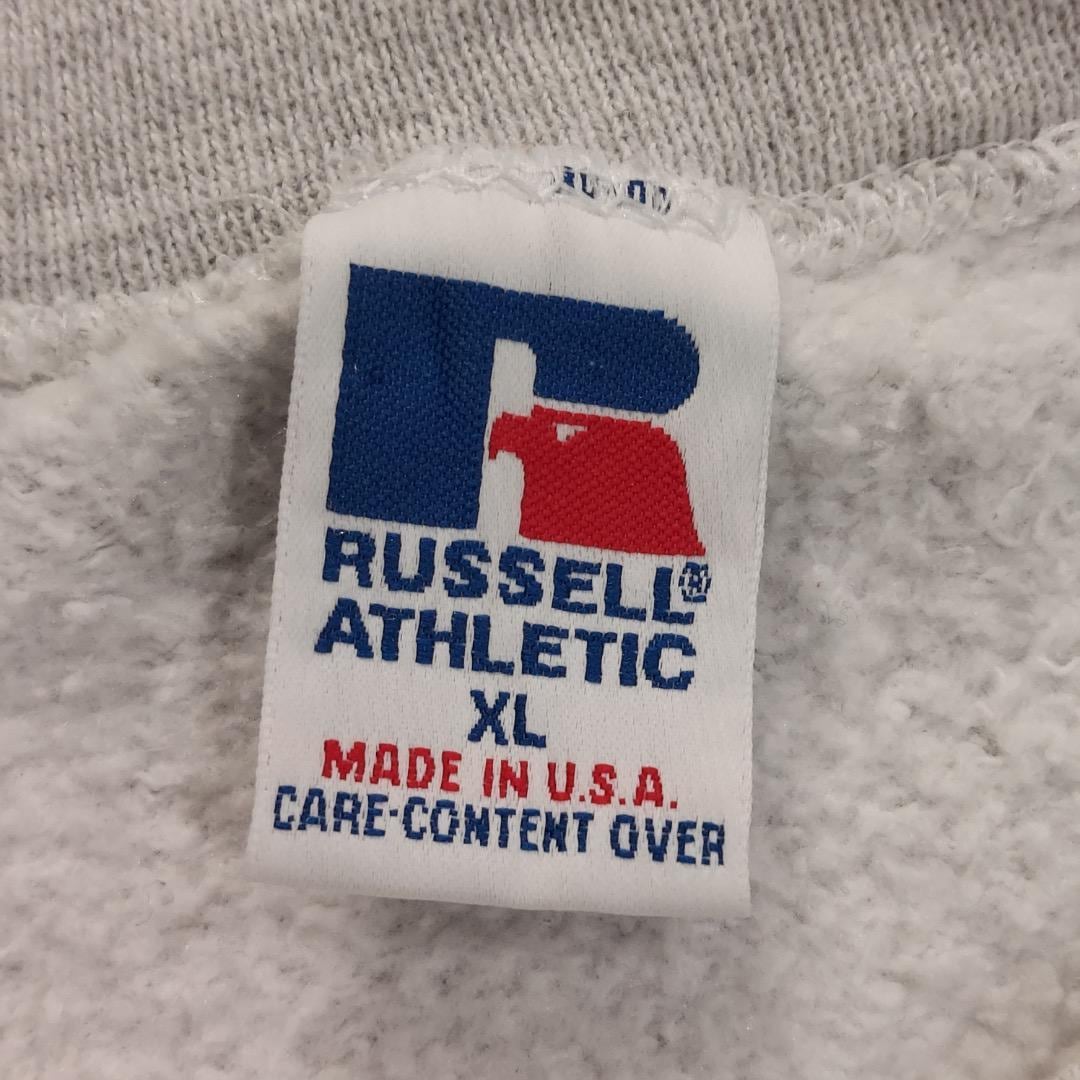 RUSSELL®
ATHLETIC
XL
MADE IN U.S.A.
CARE-CONTENT OVER